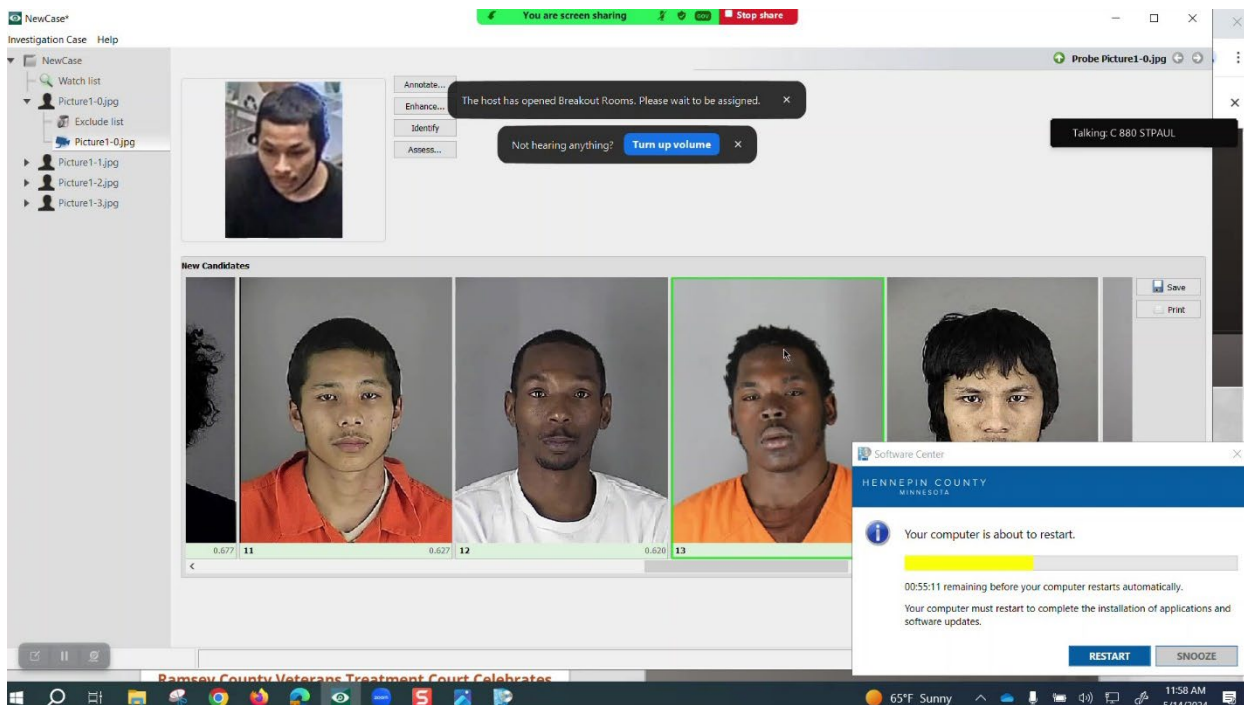 NewCase*
You are screen sharing
GOV
Stop share
Investigation Case Help
NewCase
Watch list
Picture1-0.jpg
Exclude list
Picture1-0.jpg
Picture1-1.jpg
Picture1-2.jpg
Picture1-3.jpg
Probe Picture1-0.jpg
Annotate...
Enhance...
Identify
Assess...
The host has opened Breakout Rooms. Please wait to be assigned.
Not hearing anything? Turn up volume
Talking: C 880 STPAUL
New Candidates
Save
Print
0.677 11 0.627 12 0.620 13
Software Center
HENNEPIN COUNTY
MINNESOTA
Your computer is about to restart.
00:55:11 remaining before your computer restarts automatically.
Your computer must restart to complete the installation of applications and
software updates.
RESTART SNOOZE
Ramsey County Veterans Treatment Court Celebrates
zoom
65°F Sunny
11:58 AM
5/14/2024